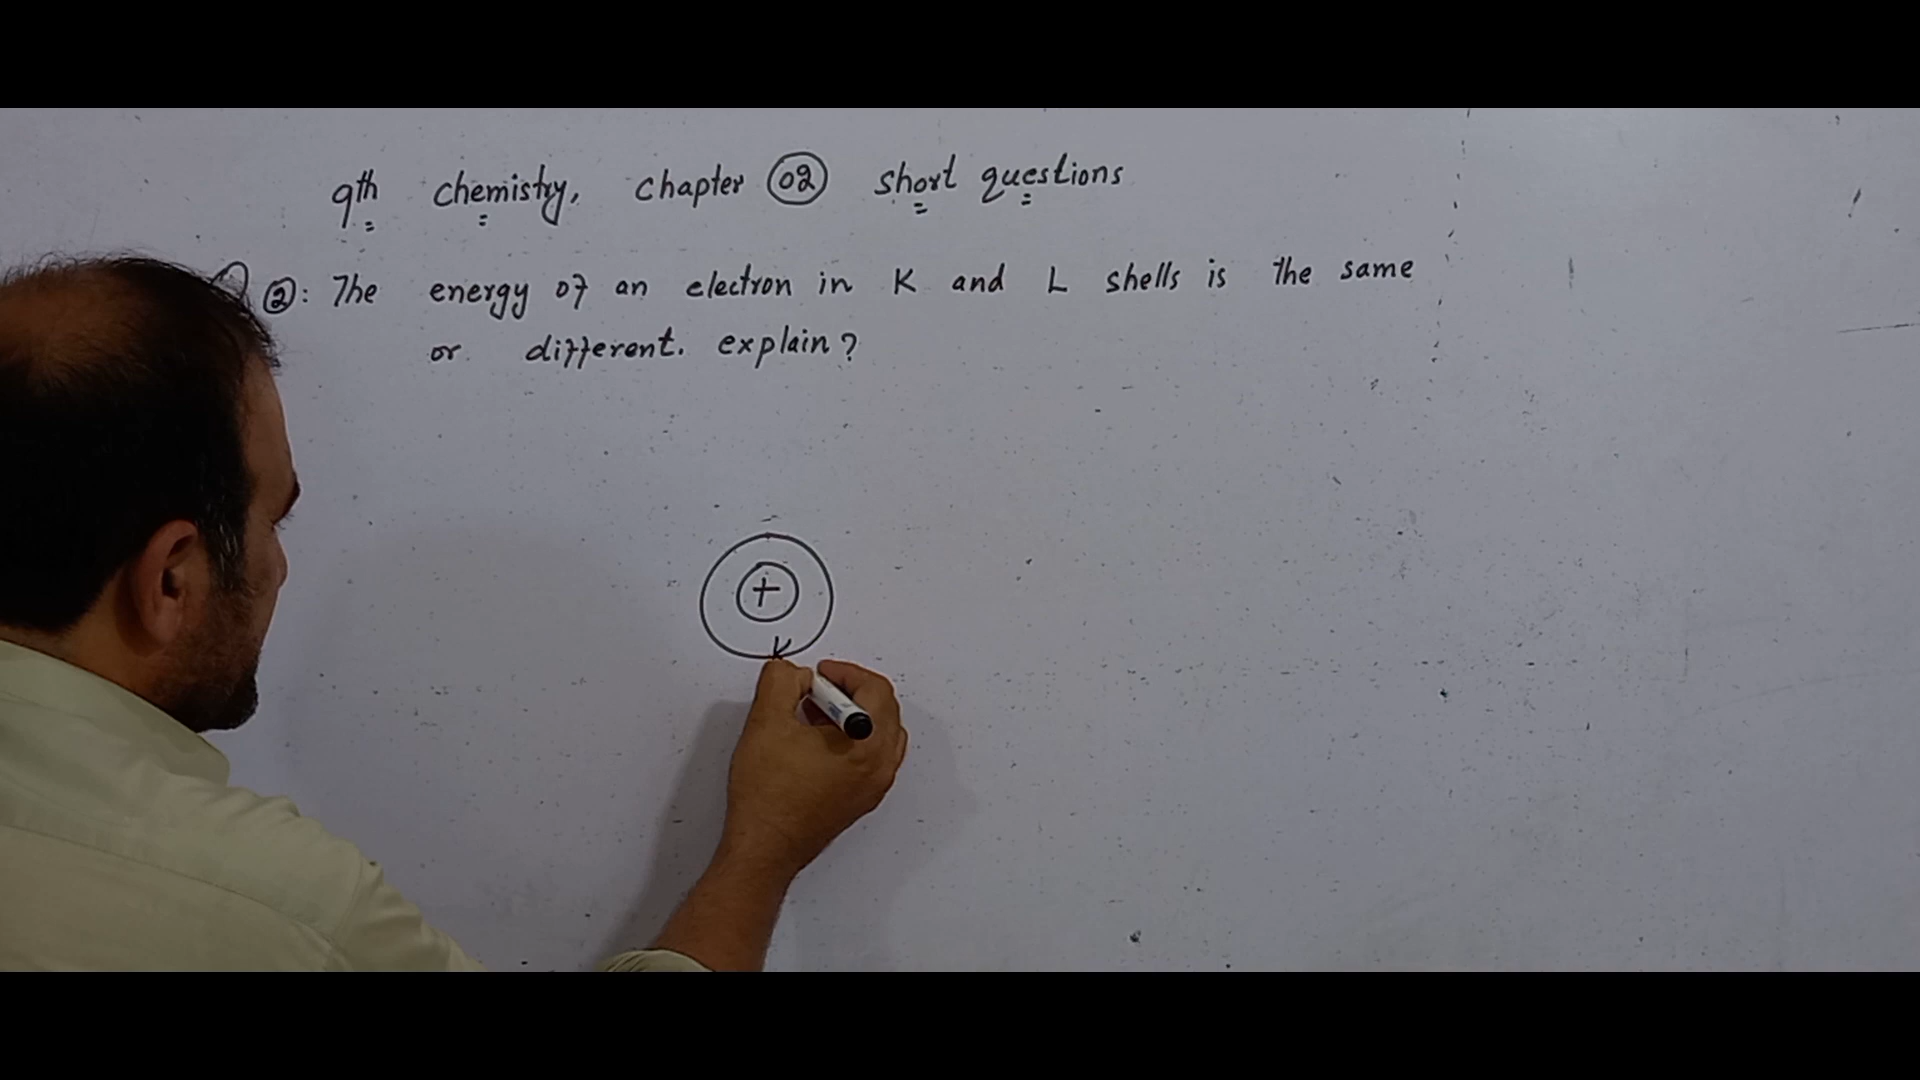 9th chemistry, chapter 02 short questions
Q 2: The energy of an electron in K and L shells is the same
or different. explain?
+
K